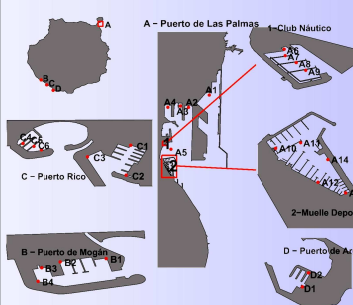 A
B
C
D
A – Puerto de Las Palmas
A1
A2
A3
A4
A5
1–Club Náutico
A6
A7
A8
A9
A10
A13
A14
A12
2–Muelle Depo
C4
C5
C6
C3
C1
C2
C – Puerto Rico
B – Puerto de Mogán
B1
B2
B3
B4
D – Puerto de Ar
D2
D1